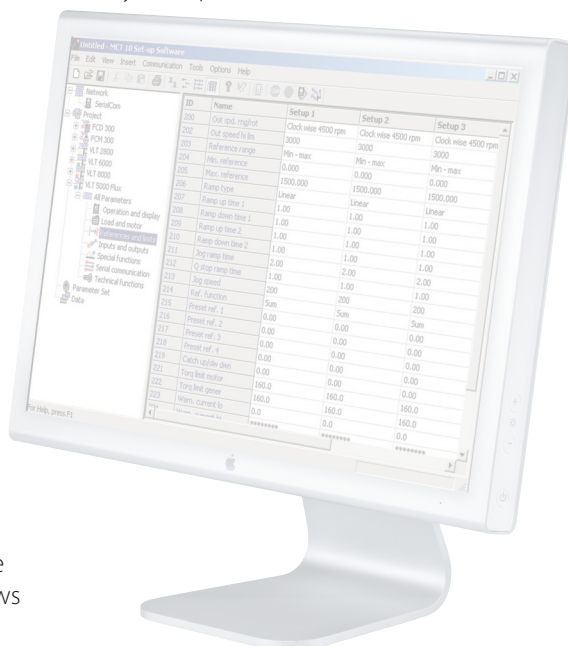 Untitled - MCT 10 Set-up Software
File Edit View Insert Communication Tools Options Help
Network
SerialCom
Project
FCD 300
FCM 300
VLT 2800
VLT 6000
VLT 8000
VLT 5000 Flux
All Parameters
Operation and display
Load and motor
References and limits
Inputs and outputs
Special functions
Serial communication
Technical functions
Parameter Set
Data
ID Name Setup 1 Setup 2 Setup 3
200 Out spd. rng/rot Clock wise 4500 rpm Clock wise 4500 rpm Clock wise 4500 rpm
202 Out speed hi lim 3000 3000 3000
203 Reference range Min - max Min - max Min - max
204 Min. reference 0.000 0.000 0.000
205 Max. reference 1500.000 1500.000 1500.000
206 Ramp type Linear Linear Linear
207 Ramp up time 1 1.00 1.00 1.00
208 Ramp down time 1 1.00 1.00 1.00
209 Ramp up time 2 1.00 1.00 1.00
210 Ramp down time 2 1.00 1.00 1.00
211 Jog ramp time 2.00 2.00 2.00
212 Q stop ramp time 1.00 1.00 1.00
213 Jog speed 200 200 200
214 Ref. function Sum Sum Sum
215 Preset ref. 1 0.00 0.00 0.00
216 Preset ref. 2 0.00 0.00 0.00
217 Preset ref. 3 0.00 0.00 0.00
218 Preset ref. 4 0.00 0.00 0.00
219 Catch up/slw dwn 0.00 0.00 0.00
221 Torq limit motor 160.0 160.0 160.0
222 Torq limit gener 160.0 160.0 160.0
223 Warn. current lo 0.0 0.0 0.0
******** ******** ********
For Help, press F1